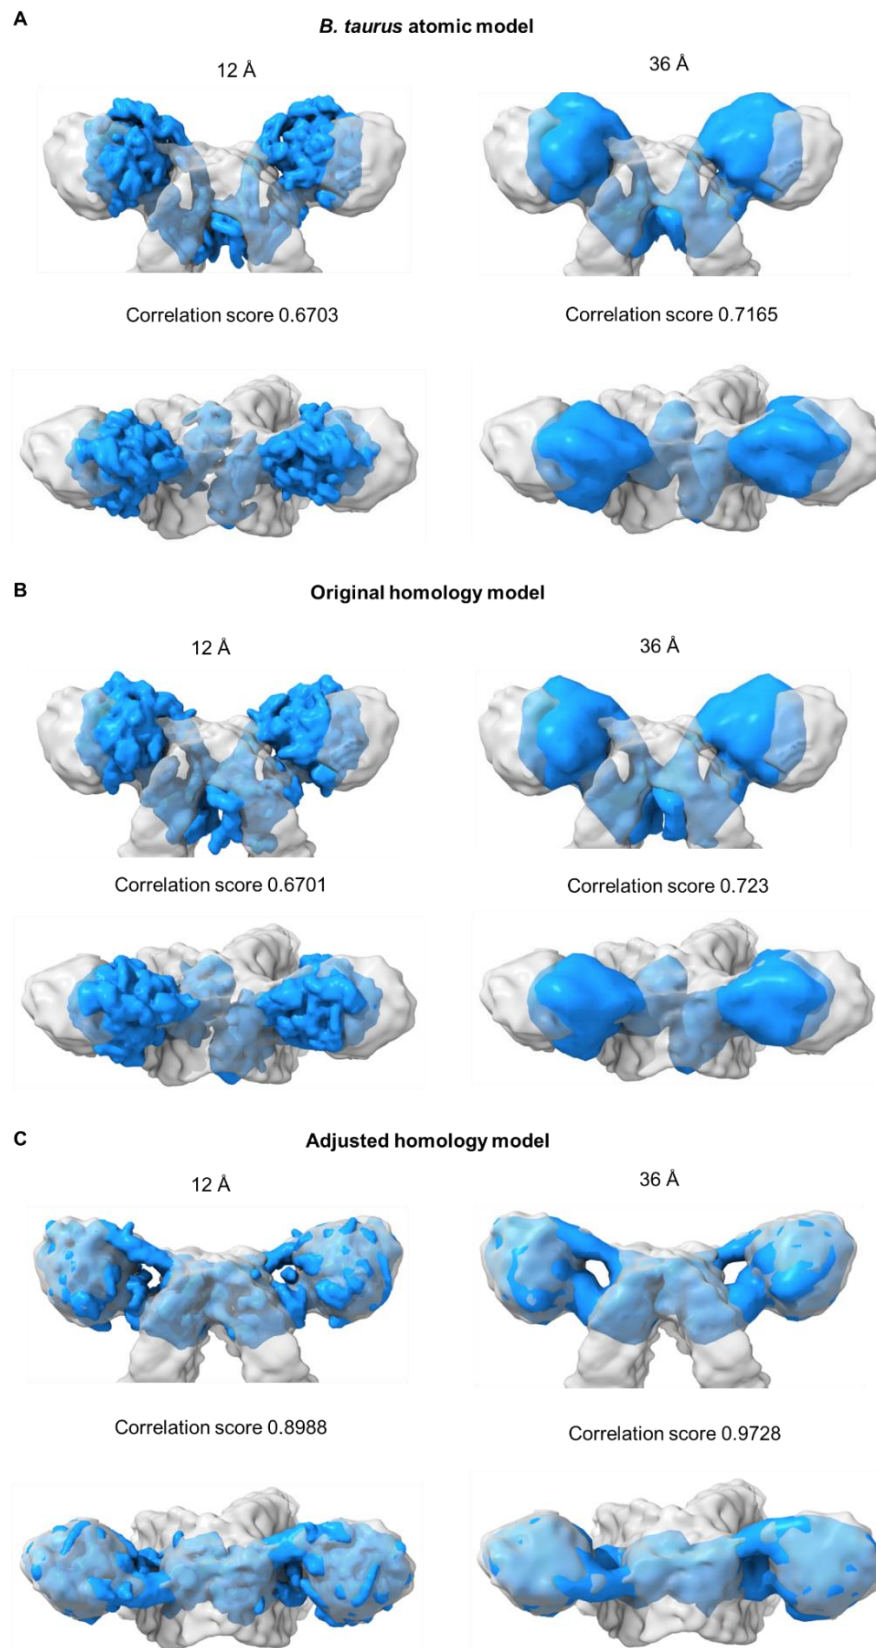 A
B. taurus atomic model
12 Å
36 Å
Correlation score 0.6703
Correlation score 0.7165
B
Original homology model
12 Å
36 Å
Correlation score 0.6701
Correlation score 0.723
C
Adjusted homology model
12 Å
36 Å
Correlation score 0.8988
Correlation score 0.9728